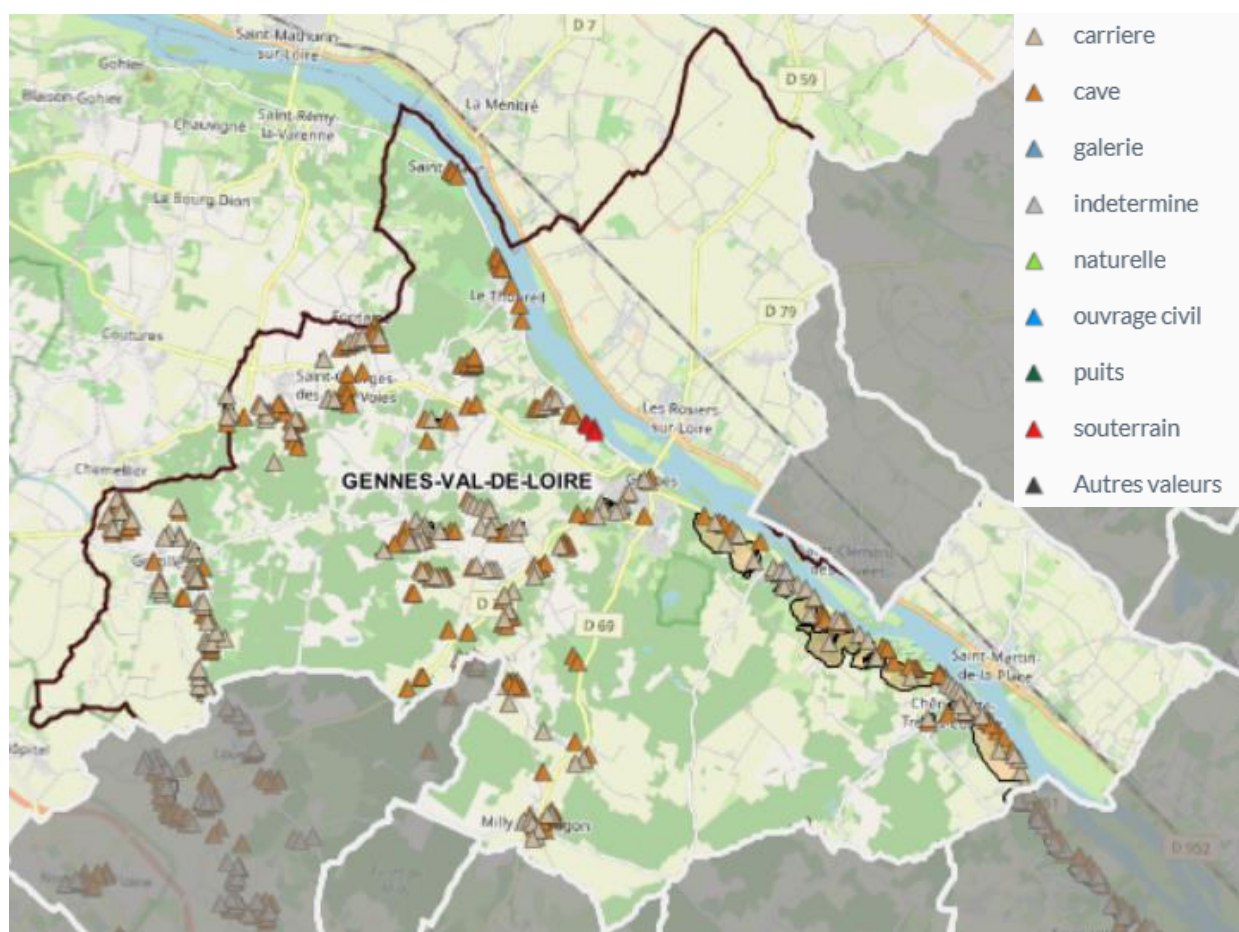 Saint-Mathurin-
sur-Loire
D 7
Gohier
Blaison-Gohier
Chauvigné
Saint-Rémy-
la-Varenne
La Ménitré
D 59
Saint
La Bourg Dion
Le Thoureil
D 79
Coutures
Saint-Georges-
des Voies
Les Rosiers
sur-Loire
Chemellier
GENNES-VAL-DE-LOIRE
D 69
Saint-Martin-
de-la-Place
Milly
D 952
carriere
cave
galerie
indetermine
naturelle
ouvrage civil
puits
souterrain
Autres valeurs